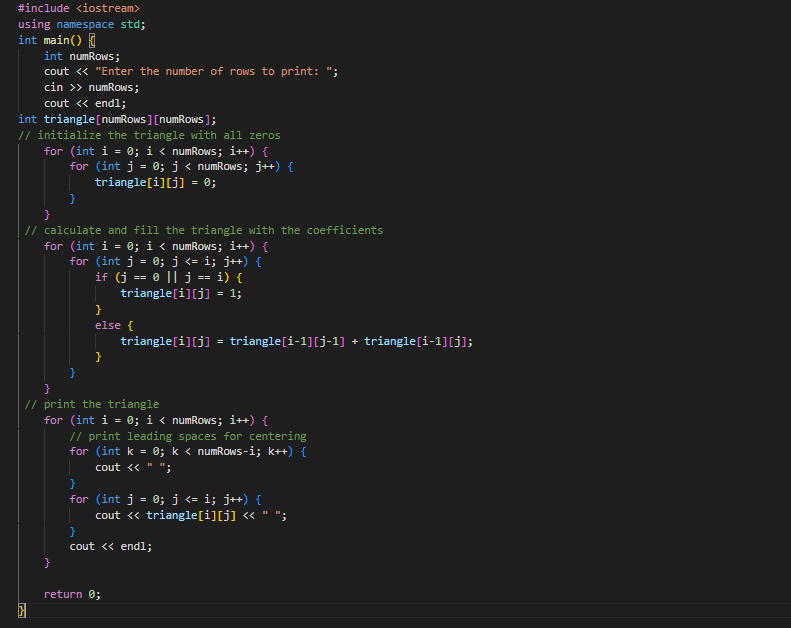 #include <iostream>
using namespace std;
int main() {
    int numRows;
    cout << "Enter the number of rows to print: ";
    cin >> numRows;
    cout << endl;
int triangle[numRows][numRows];
// initialize the triangle with all zeros
    for (int i = 0; i < numRows; i++) {
        for (int j = 0; j < numRows; j++) {
            triangle[i][j] = 0;
        }
    }
 // calculate and fill the triangle with the coefficients
    for (int i = 0; i < numRows; i++) {
        for (int j = 0; j <= i; j++) {
            if (j == 0 || j == i) {
                triangle[i][j] = 1;
            }
            else {
                triangle[i][j] = triangle[i-1][j-1] + triangle[i-1][j];
            }
        }
    }
 // print the triangle
    for (int i = 0; i < numRows; i++) {
        // print leading spaces for centering
        for (int k = 0; k < numRows-i; k++) {
            cout << " ";
        }
        for (int j = 0; j <= i; j++) {
            cout << triangle[i][j] << " ";
        }
        cout << endl;
    }

    return 0;
}